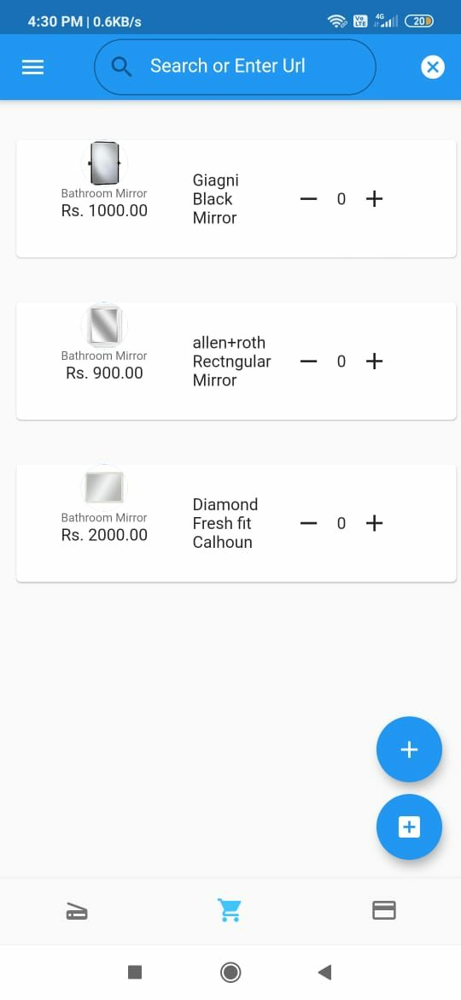 4:30 PM | 0.6KB/s
Vo
LTE
4G
20
Search or Enter Url
Bathroom Mirror
Rs. 1000.00
Giagni
Black
Mirror
0
Bathroom Mirror
Rs. 900.00
allen+roth
Rectngular
Mirror
0
Bathroom Mirror
Rs. 2000.00
Diamond
Fresh fit
Calhoun
0